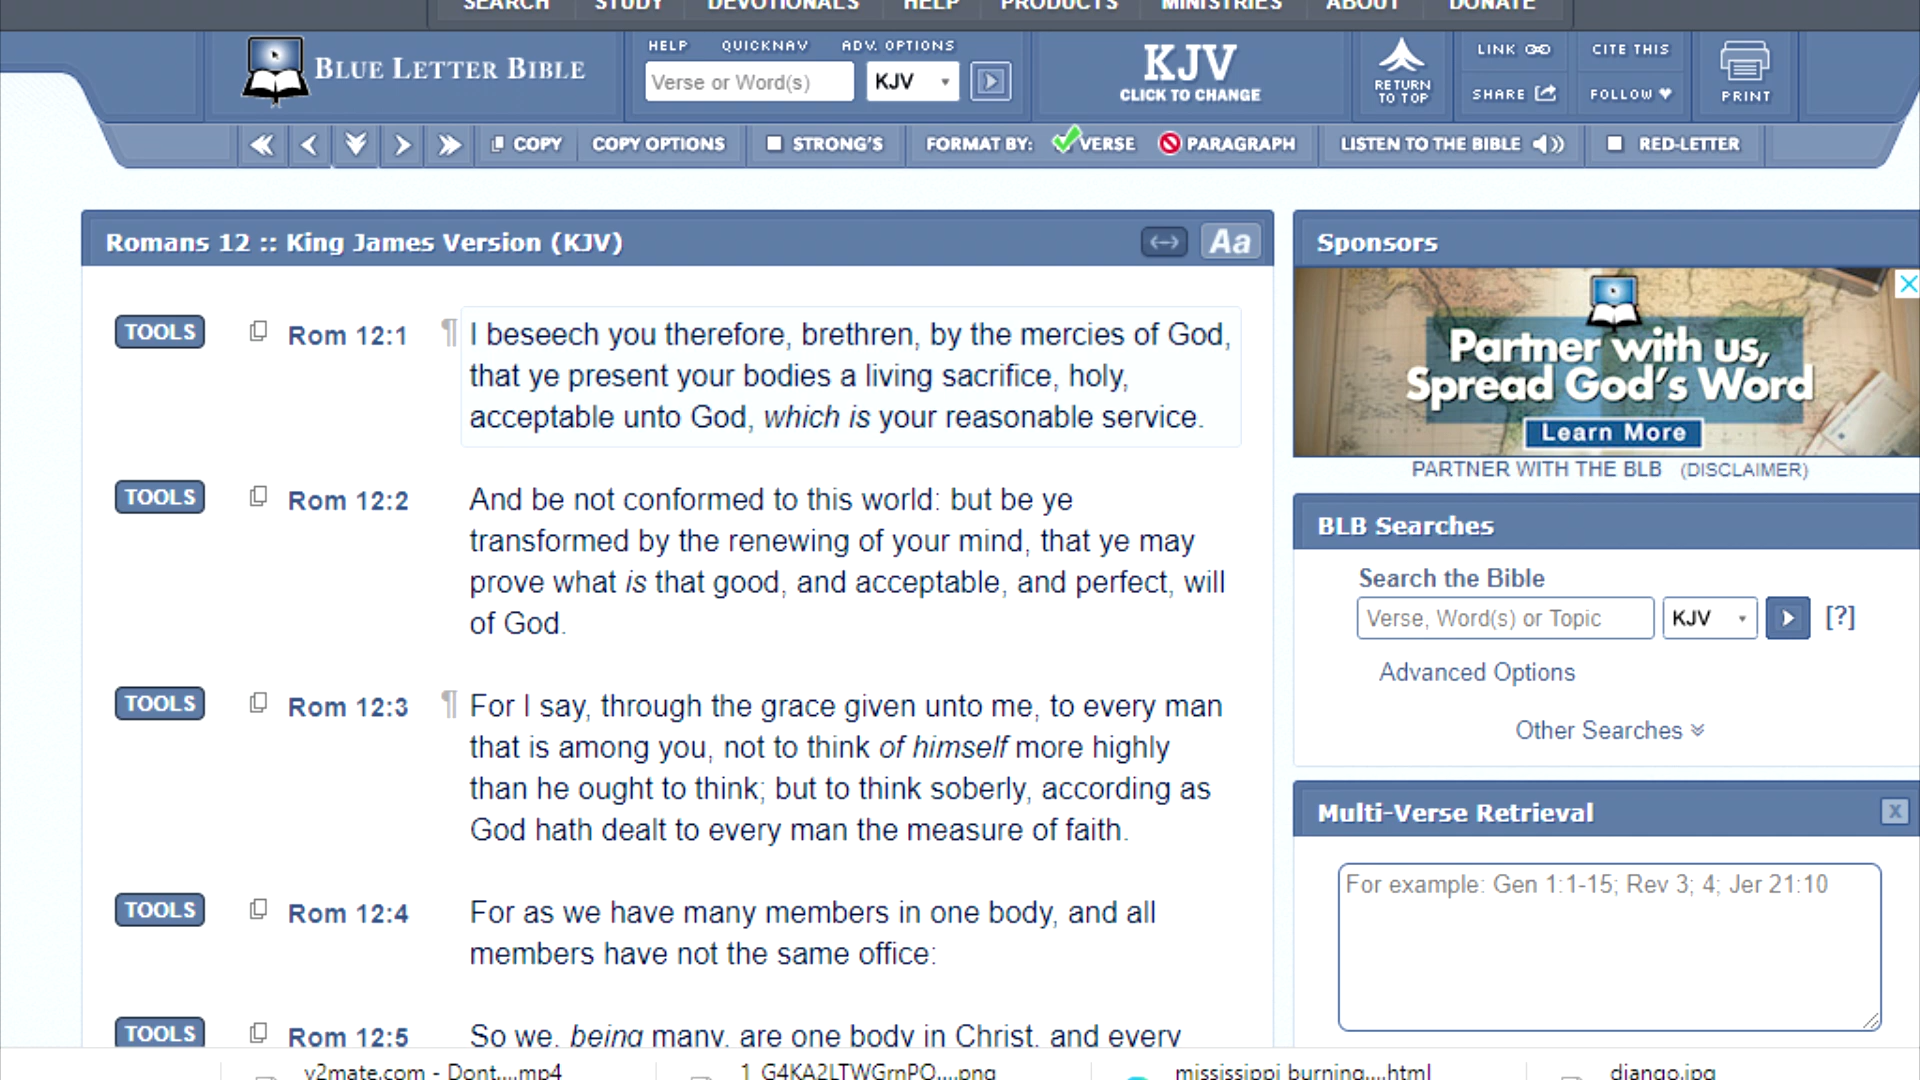 SEARCH STUDY DEVOTIONALS HELP PRODUCTS MINISTRIES ABOUT DONATE
BLUE LETTER BIBLE
HELP QUICKNAV ADV. OPTIONS
Verse or Word(s) KJV
KJV
CLICK TO CHANGE
RETURN
TO TOP
LINK CITE THIS
SHARE FOLLOW
PRINT
COPY COPY OPTIONS STRONG'S FORMAT BY: VERSE PARAGRAPH LISTEN TO THE BIBLE RED-LETTER
Romans 12 :: King James Version (KJV) Aa
TOOLS Rom 12:1 ¶ I beseech you therefore, brethren, by the mercies of God,
that ye present your bodies a living sacrifice, holy,
acceptable unto God, which is your reasonable service.
TOOLS Rom 12:2 And be not conformed to this world: but be ye
transformed by the renewing of your mind, that ye may
prove what is that good, and acceptable, and perfect, will
of God.
TOOLS Rom 12:3 ¶ For I say, through the grace given unto me, to every man
that is among you, not to think of himself more highly
than he ought to think; but to think soberly, according as
God hath dealt to every man the measure of faith.
TOOLS Rom 12:4 For as we have many members in one body, and all
members have not the same office:
TOOLS Rom 12:5 So we, being many, are one body in Christ, and every
Sponsors
Partner with us,
Spread God's Word
Learn More
PARTNER WITH THE BLB (DISCLAIMER)
BLB Searches
Search the Bible
Verse, Word(s) or Topic KJV [?]
Advanced Options
Other Searches
Multi-Verse Retrieval X
For example: Gen 1:1-15; Rev 3; 4; Jer 21:10
y2mate.com - Dont....mp4 1_G4KA2LTWGrnPO....png mississippi burning....html django.jpg